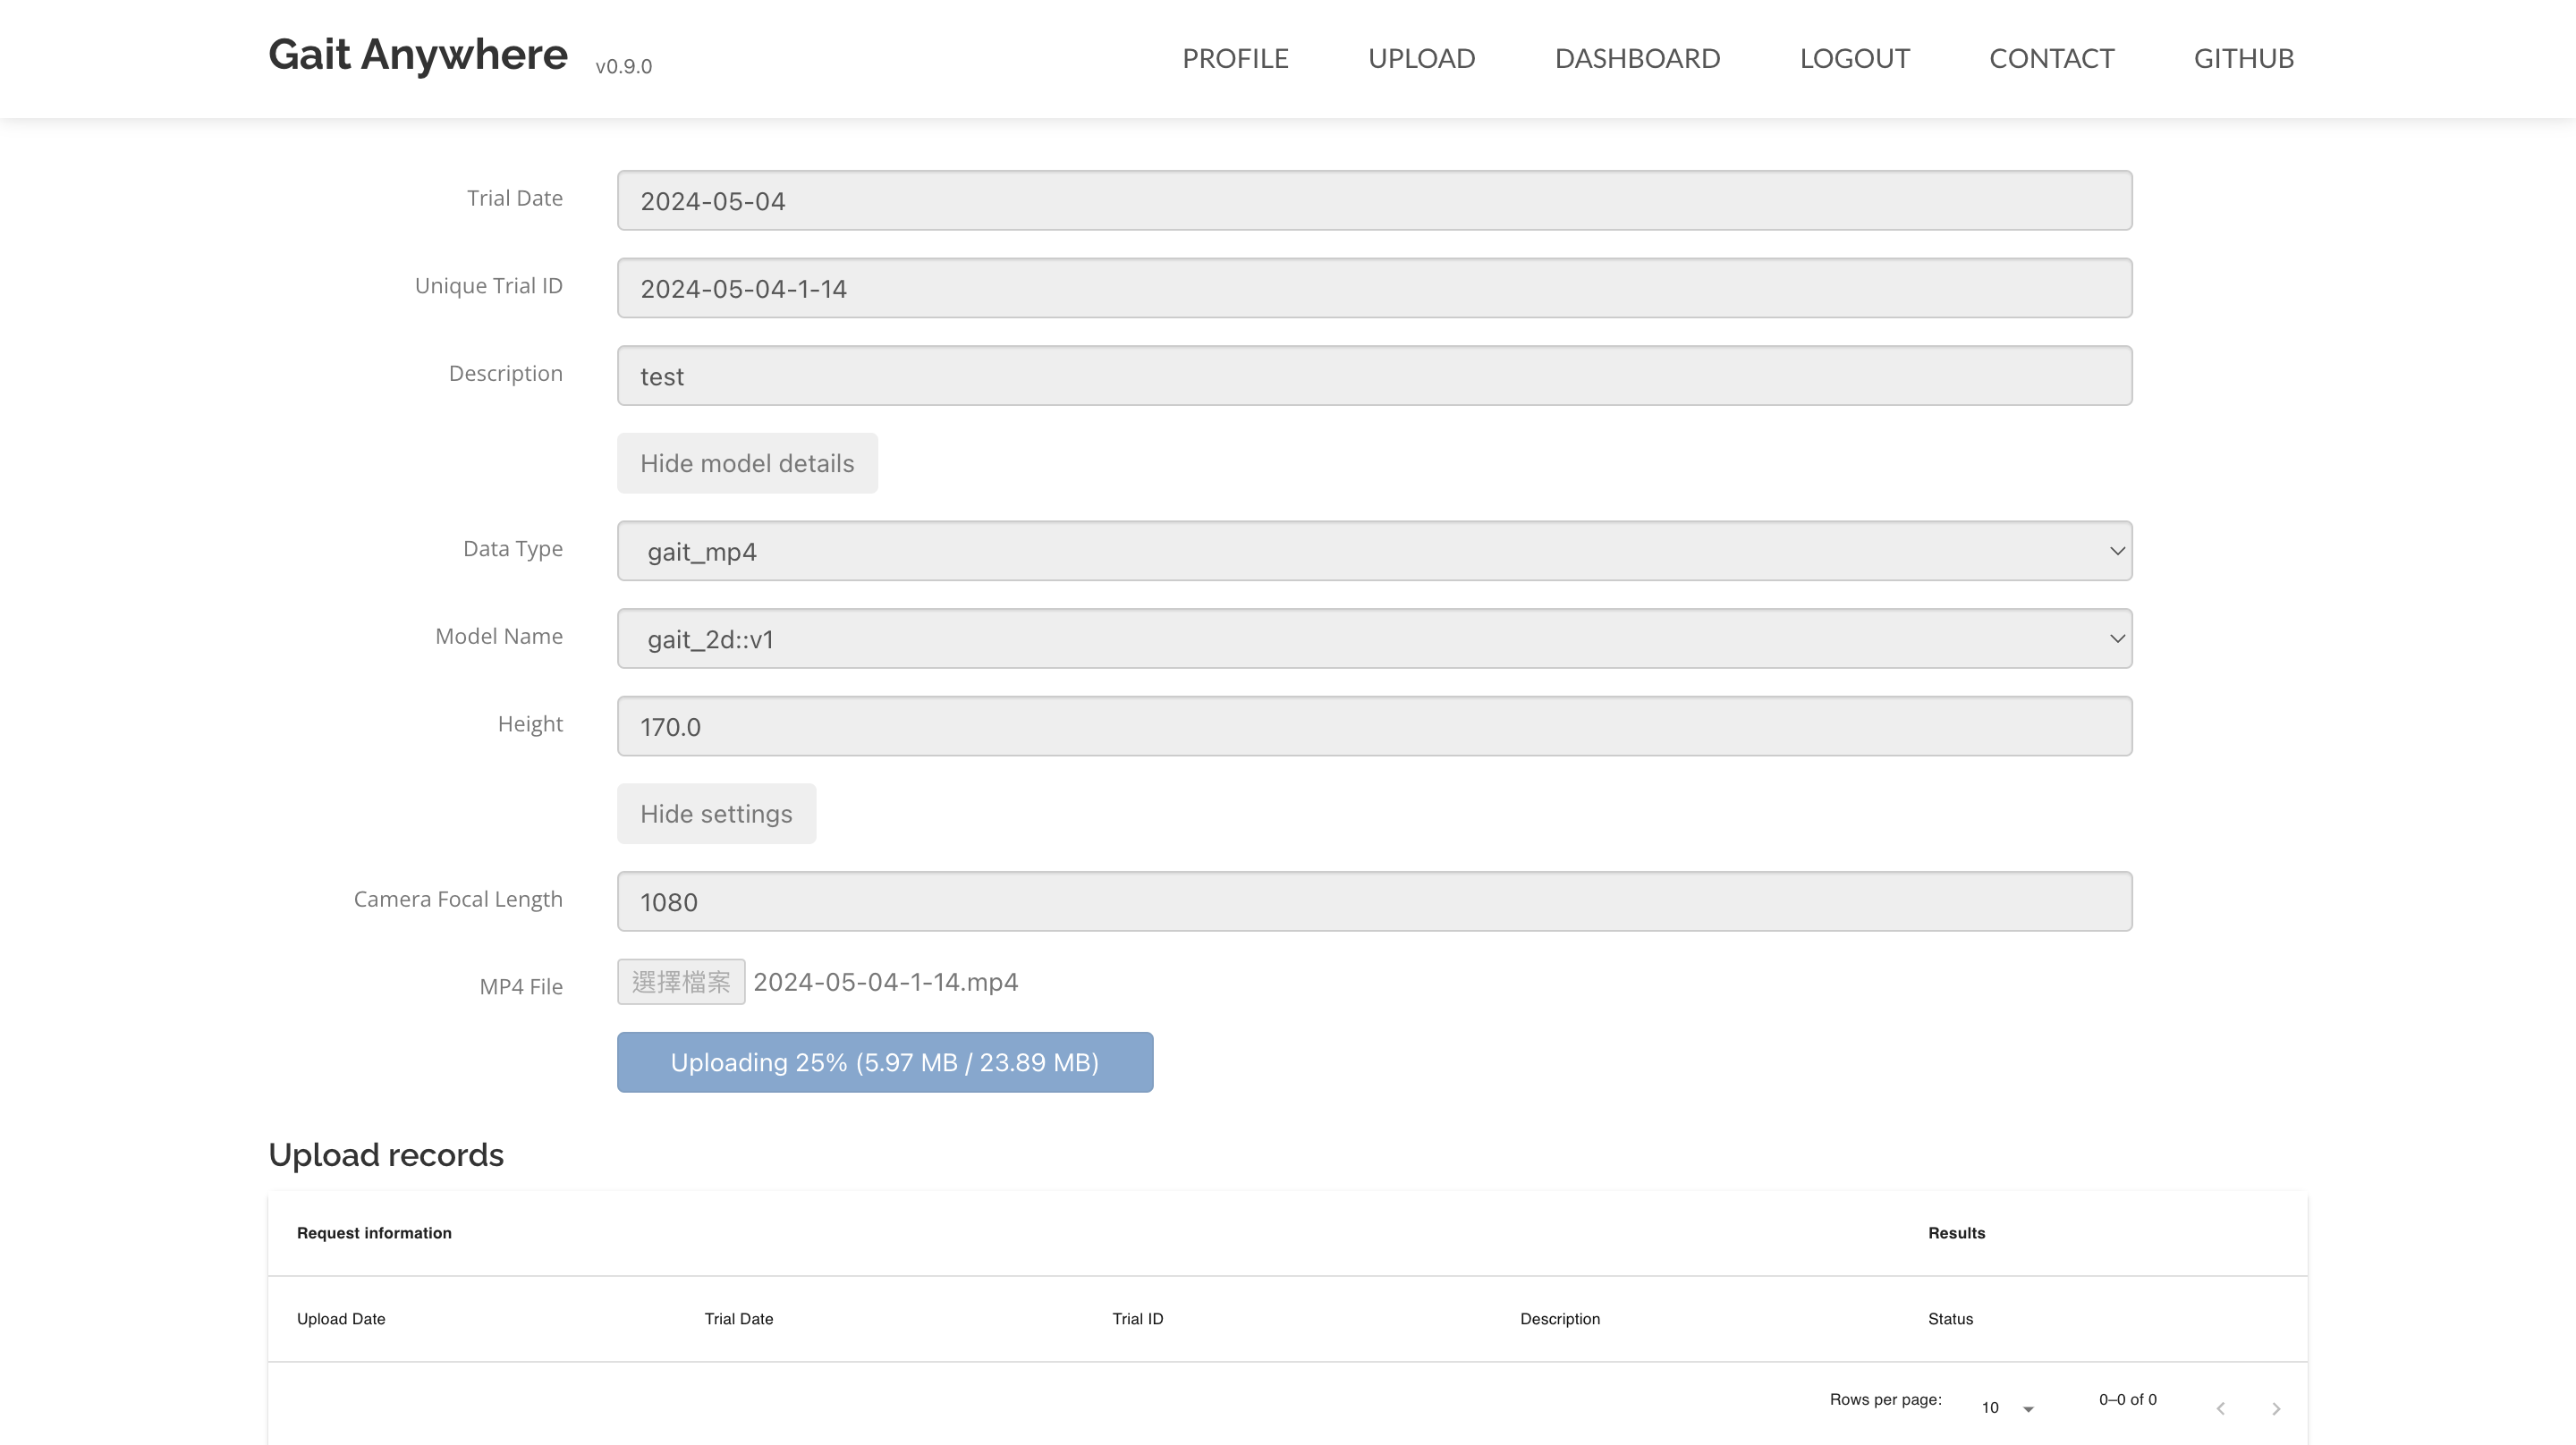 Gait Anywhere v0.9.0 PROFILE UPLOAD DASHBOARD LOGOUT CONTACT GITHUB
Trial Date 2024-05-04
Unique Trial ID 2024-05-04-1-14
Description test
Hide model details
Data Type gait_mp4
Model Name gait_2d::v1
Height 170.0
Hide settings
Camera Focal Length 1080
MP4 File 選擇檔案 2024-05-04-1-14.mp4
Uploading 25% (5.97 MB / 23.89 MB)
Upload records
Request information Results
Upload Date Trial Date Trial ID Description Status
Rows per page: 10 0–0 of 0